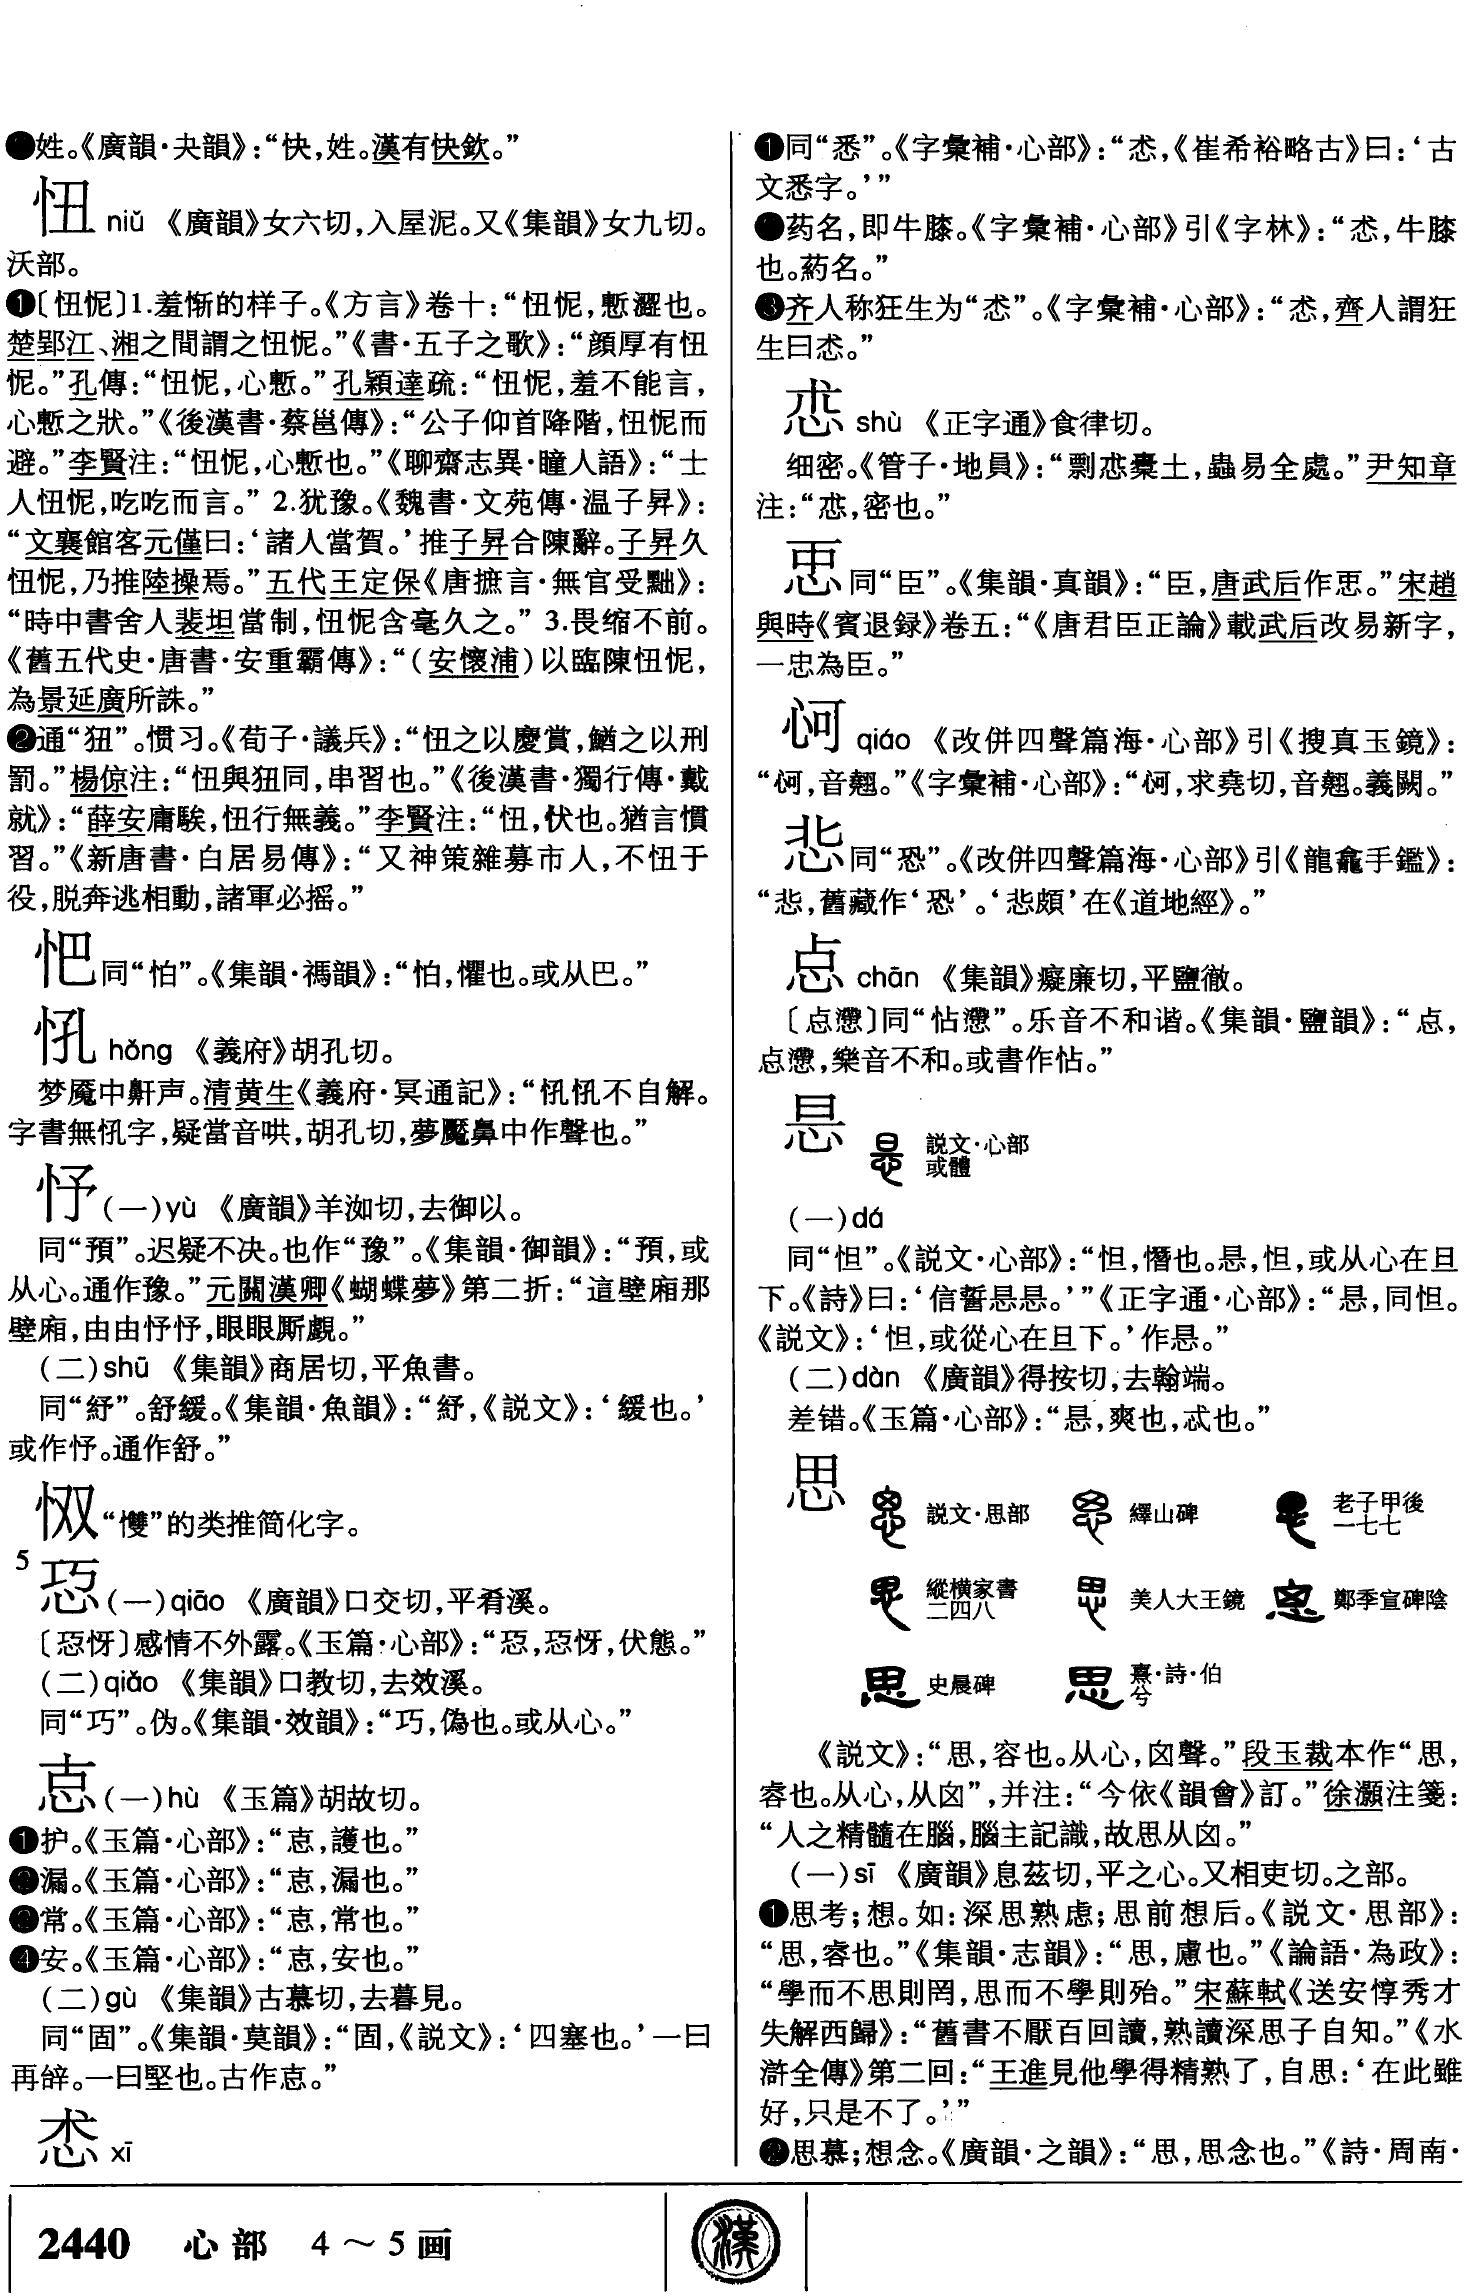 姓。《廣韻·夬韻》：“快，姓。漢有快欽。”
忸 niǔ 《廣韻》女六切，入屋泥。又《集韻》女九切。
沃部。
❶〔忸怩〕1.羞惭的样子。《方言》卷十：“忸怩，慙澀也。
楚郢江、湘之間謂之忸怩。”《書·五子之歌》：“顔厚有忸
怩。”孔傳：“忸怩，心慙。”孔穎達疏：“忸怩，羞不能言，
心慙之狀。”《後漢書·蔡邕傳》：“公子仰首降階，忸怩而
避。”李賢注：“忸怩，心慙也。”《聊齋志異·瞳人語》：“士
人忸怩，吃吃而言。” 2.犹豫。《魏書·文苑傳·温子昇》：
“文襄館客元僅曰：‘諸人當賀。’推子昇合陳辭。子昇久
忸怩，乃推陸操焉。”五代王定保《唐摭言·無官受黜》：
“時中書舍人裴坦當制，忸怩含毫久之。” 3.畏缩不前。
《舊五代史·唐書·安重霸傳》：“（安懷浦）以臨陳忸怩，
為景延廣所誅。”
❷通“狃”。惯习。《荀子·議兵》：“忸之以慶賞，鰌之以刑
罰。”楊倞注：“忸與狃同，串習也。”《後漢書·獨行傳·戴
就》：“薛安庸騃，忸行無義。”李賢注：“忸，忕也。猶言慣
習。”《新唐書·白居易傳》：“又神策雜募市人，不忸于
役，脱奔逃相動，諸軍必摇。”
㞎同“怕”。《集韻·禡韻》：“怕，懼也。或从巴。”
hǒng 《義府》胡孔切。
梦魇中鼾声。清黄生《義府·冥通記》：“吼吼不自解。
字書無字，疑當音哄，胡孔切，夢魘鼻中作聲也。”
忬（一）yù 《廣韻》羊洳切，去御以。
同“預”。迟疑不决。也作“豫”。《集韻·御韻》：“預，或
从心。通作豫。”元關漢卿《蝴蝶夢》第二折：“這壁廂那
壁廂，由由忬忬，眼眼厮覷。”
（二）shū 《集韻》商居切，平魚書。
同“紓”。舒缓。《集韻·魚韻》：“紓，《説文》：‘緩也。’
或作忬。通作舒。”
㤘“㩳”的类推简化字。
5
㤍（一）qiāo 《廣韻》口交切，平肴溪。
〔㤍㤉〕感情不外露。《玉篇·心部》：“㤍，㤍㤉，伏態。”
（二）qiǎo 《集韻》口教切，去效溪。
同“巧”。伪。《集韻·效韻》：“巧，偽也。或从心。”
㤓（一）hù 《玉篇》胡故切。
❶护。《玉篇·心部》：“怘，護也。”
❷漏。《玉篇·心部》：“怘，漏也。”
❸常。《玉篇·心部》：“怘，常也。”
❹安。《玉篇·心部》：“怘，安也。”
（二）gù 《集韻》古慕切，去暮見。
同“固”。《集韻·莫韻》：“固，《説文》：‘四塞也。’一曰
再辝。一曰堅也。古作怘。”
xī
❶同“悉”。《字彙補·心部》：“，《崔希裕略古》曰：‘古
文悉字。’”
❷药名，即牛膝。《字彙補·心部》引《字林》：“，牛膝
也。葯名。”
❸齐人称狂生为“”。《字彙補·心部》：“，齊人謂狂
生曰。”
怷 shù 《正字通》食律切。
细密。《管子·地員》：“剽怷橐土，蟲易全處。”尹知章
注：“怷，密也。”
恖同“臣”。《集韻·真韻》：“臣，唐武后作。”宋趙
與時《賓退録》卷五：“《唐君臣正論》載武后改易新字，
一忠為臣。”
㤉 qiáo 《改併四聲篇海·心部》引《搜真玉鏡》：
“，音翹。”《字彙補·心部》：“，求堯切，音翹。義闕。”
同“恐”。《改併四聲篇海·心部》引《龍龕手鑑》：
“，舊藏作‘恐’。‘頗’在《道地經》。”
㤐 chān 《集韻》癡廉切，平鹽徹。
〔㤐懘〕同“怗懘”。乐音不和谐。《集韻·鹽韻》：“㤐，
㤐懘，樂音不和。或書作怗。”
悬 説文·心部
或體
（一）dá
同“怛”。《説文·心部》：“怛，憯也。㤞，怛，或从心在旦
下。《詩》曰：‘信誓㤞㤞。’”《正字通·心部》：“㤞，同怛。
《説文》：‘怛，或從心在旦下。’作㤞。”
（二）dàn 《廣韻》得按切，去翰端。
差错。《玉篇·心部》：“㤞，爽也，忒也。”
思 説文·思部 繹山碑 老子甲後
一七七
縱横家書
二四八 美人大王鏡 鄭季宣碑陰
史晨碑 熹·詩·伯
兮
《説文》：“思，容也。从心，囟聲。”段玉裁本作“思，
睿也。从心，从囟”，并注：“今依《韻會》訂。”徐灝注箋：
“人之精髓在腦，腦主記識，故思从囟。”
（一）sī 《廣韻》息茲切，平之心。又相吏切。之部。
❶思考；想。如：深思熟虑；思前想后。《説文·思部》：
“思，睿也。”《集韻·志韻》：“思，慮也。”《論語·為政》：
“學而不思則罔，思而不學則殆。”宋蘇軾《送安惇秀才
失解西歸》：“舊書不厭百回讀，熟讀深思子自知。”《水
滸全傳》第二回：“王進見他學得精熟了，自思：‘在此雖
好，只是不了。’”
❷思慕；想念。《廣韻·之韻》：“思，思念也。”《詩·周南·
2440 心部 4～5画
漢